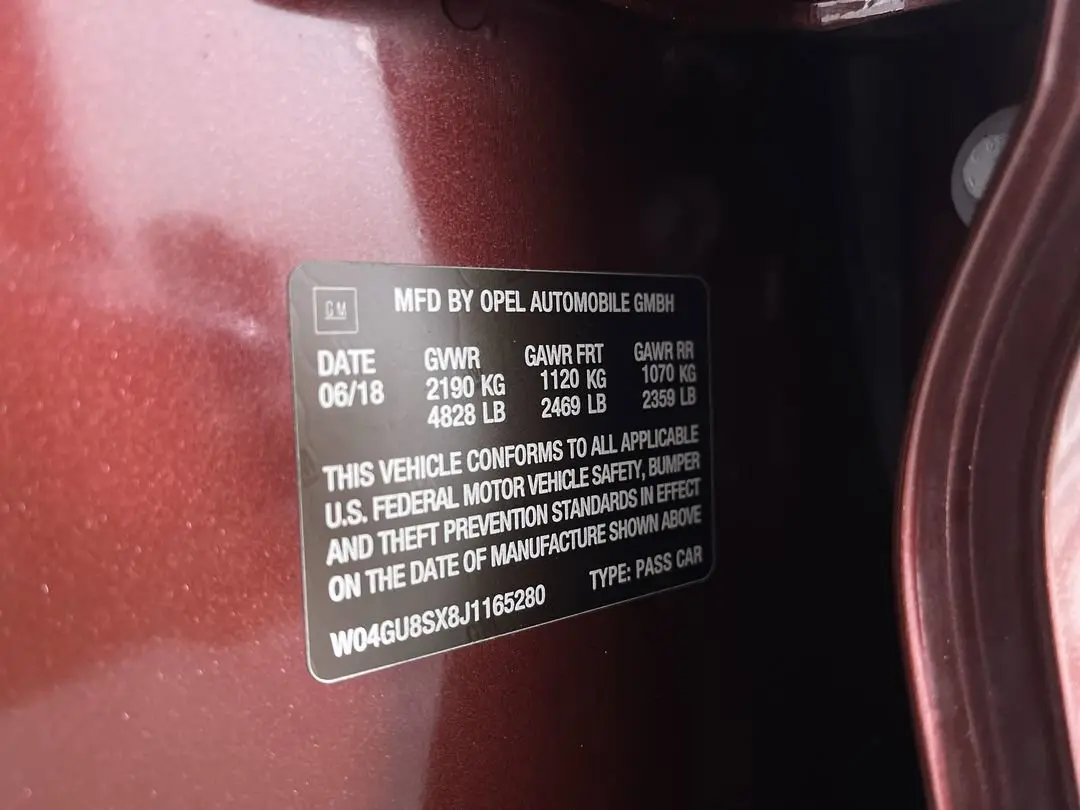 GM
MFD BY OPEL AUTOMOBILE GMBH
DATE GVWR GAWR FRT GAWR RR
06/18 2190 KG 1120 KG 1070 KG
4828 LB 2469 LB 2359 LB
THIS VEHICLE CONFORMS TO ALL APPLICABLE
U.S. FEDERAL MOTOR VEHICLE SAFETY, BUMPER
AND THEFT PREVENTION STANDARDS IN EFFECT
ON THE DATE OF MANUFACTURE SHOWN ABOVE
W04GU8SX8J1165280 TYPE: PASS CAR